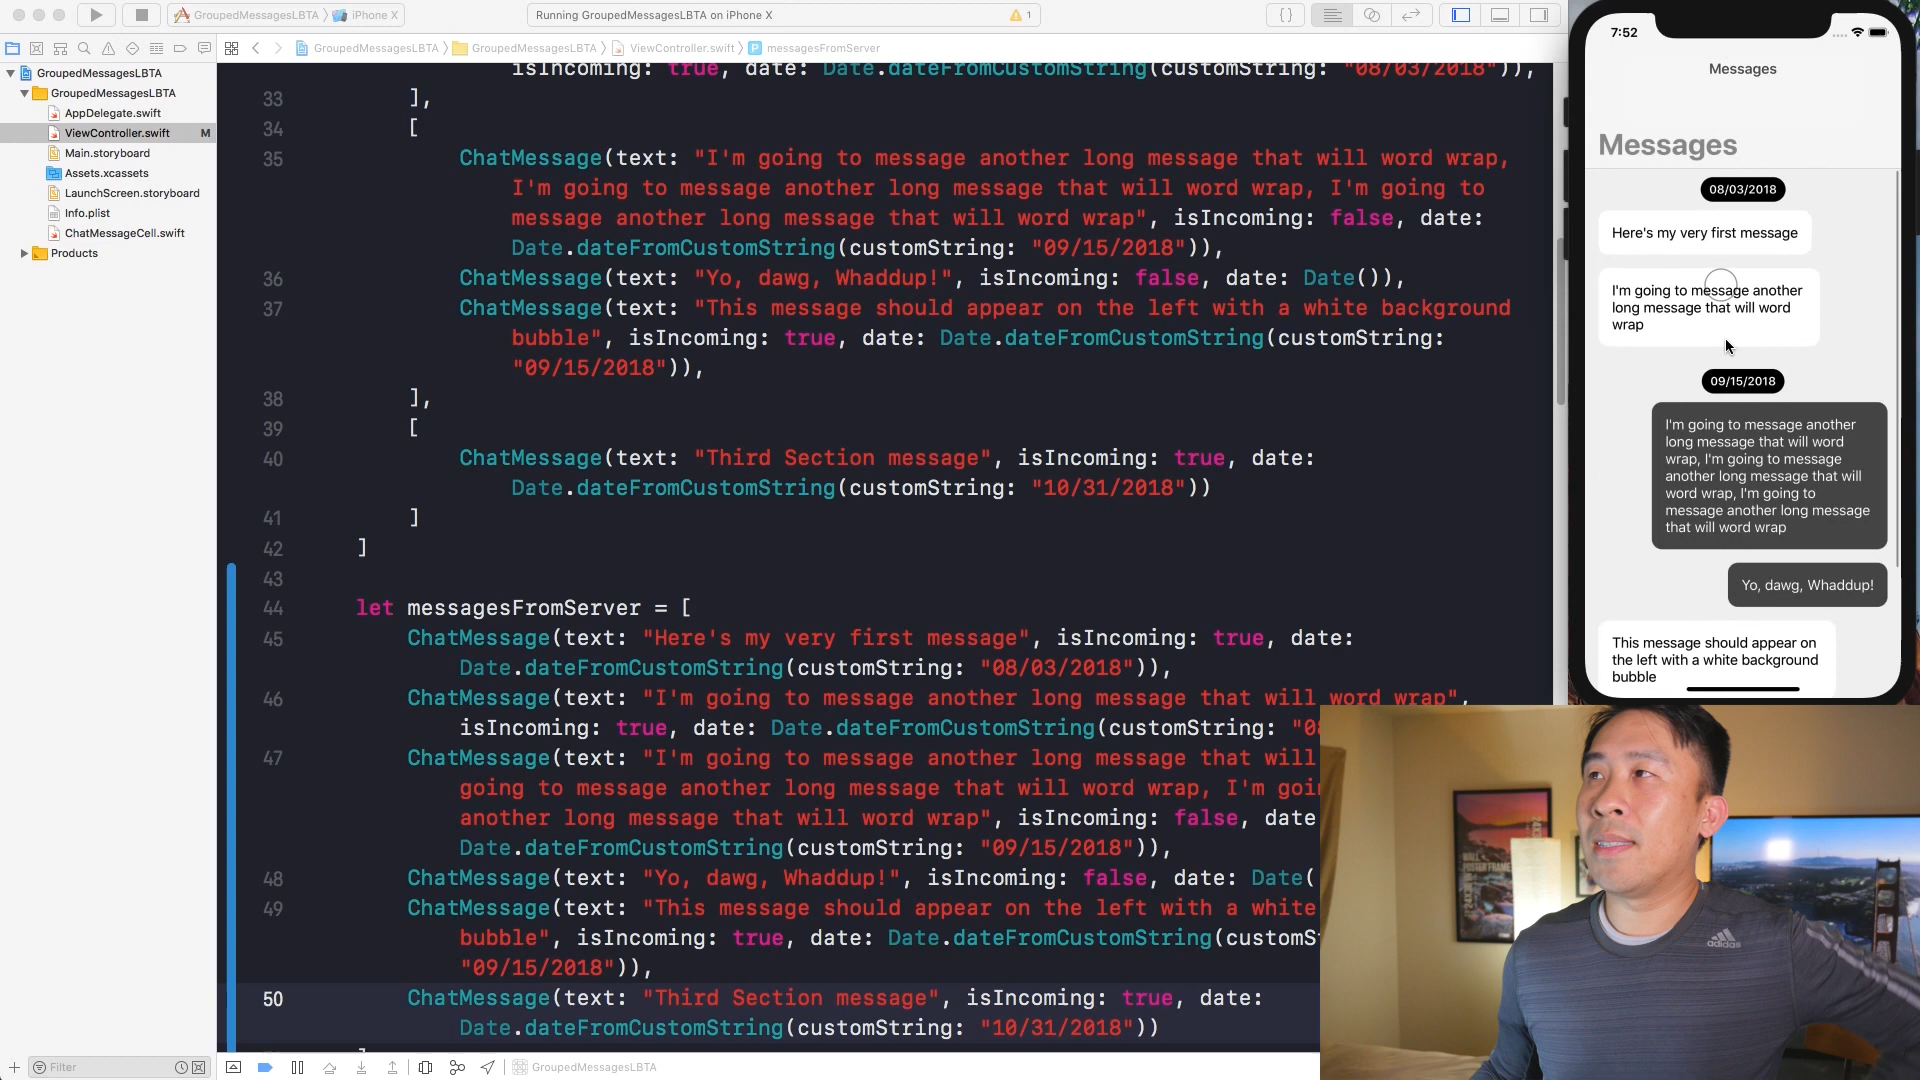 GroupedMessagesLBTA
iPhone X
Running GroupedMessagesLBTA on iPhone X
1
GroupedMessagesLBTA
GroupedMessagesLBTA
ViewController.swift
P
messagesFromServer
GroupedMessagesLBTA
GroupedMessagesLBTA
AppDelegate.swift
ViewController.swift
M
Main.storyboard
Assets.xcassets
LaunchScreen.storyboard
Info.plist
ChatMessageCell.swift
Products
Filter
isIncoming: true, date: Date.dateFromCustomString(customString: "08/03/2018")),
33 ],
34 [
35 ChatMessage(text: "I'm going to message another long message that will word wrap,
I'm going to message another long message that will word wrap, I'm going to
message another long message that will word wrap", isIncoming: false, date:
Date.dateFromCustomString(customString: "09/15/2018")),
36 ChatMessage(text: "Yo, dawg, Whaddup!", isIncoming: false, date: Date()),
37 ChatMessage(text: "This message should appear on the left with a white background
bubble", isIncoming: true, date: Date.dateFromCustomString(customString:
"09/15/2018")),
38 ],
39 [
40 ChatMessage(text: "Third Section message", isIncoming: true, date:
Date.dateFromCustomString(customString: "10/31/2018"))
41 ]
42 ]
43
44 let messagesFromServer = [
45 ChatMessage(text: "Here's my very first message", isIncoming: true, date:
Date.dateFromCustomString(customString: "08/03/2018")),
46 ChatMessage(text: "I'm going to message another long message that will word wrap",
isIncoming: true, date: Date.dateFromCustomString(customString: "0
47 ChatMessage(text: "I'm going to message another long message that will
going to message another long message that will word wrap, I'm goi
another long message that will word wrap", isIncoming: false, date
Date.dateFromCustomString(customString: "09/15/2018")),
48 ChatMessage(text: "Yo, dawg, Whaddup!", isIncoming: false, date: Date(
49 ChatMessage(text: "This message should appear on the left with a white
bubble", isIncoming: true, date: Date.dateFromCustomString(customS
"09/15/2018")),
50 ChatMessage(text: "Third Section message", isIncoming: true, date:
Date.dateFromCustomString(customString: "10/31/2018"))
GroupedMessagesLBTA
7:52
Messages
Messages
08/03/2018
Here's my very first message
I'm going to message another
long message that will word
wrap
09/15/2018
I'm going to message another
long message that will word
wrap, I'm going to message
another long message that will
word wrap, I'm going to
message another long message
that will word wrap
Yo, dawg, Whaddup!
This message should appear on
the left with a white background
bubble
adidas